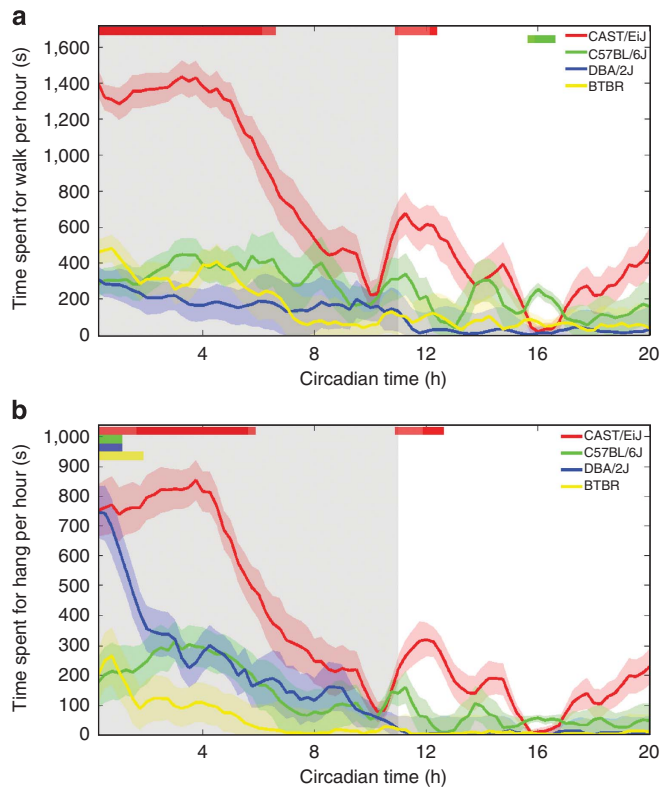 a
1,600
1,400
1,200
1,000
800
600
400
200
0
Time spent for walk per hour (s)
CAST/EiJ
C57BL/6J
DBA/2J
BTBR
4
8
12
16
20
Circadian time (h)
b
1,000
900
800
700
600
500
400
300
200
100
0
Time spent for hang per hour (s)
CAST/EiJ
C57BL/6J
DBA/2J
BTBR
4
8
12
16
20
Circadian time (h)